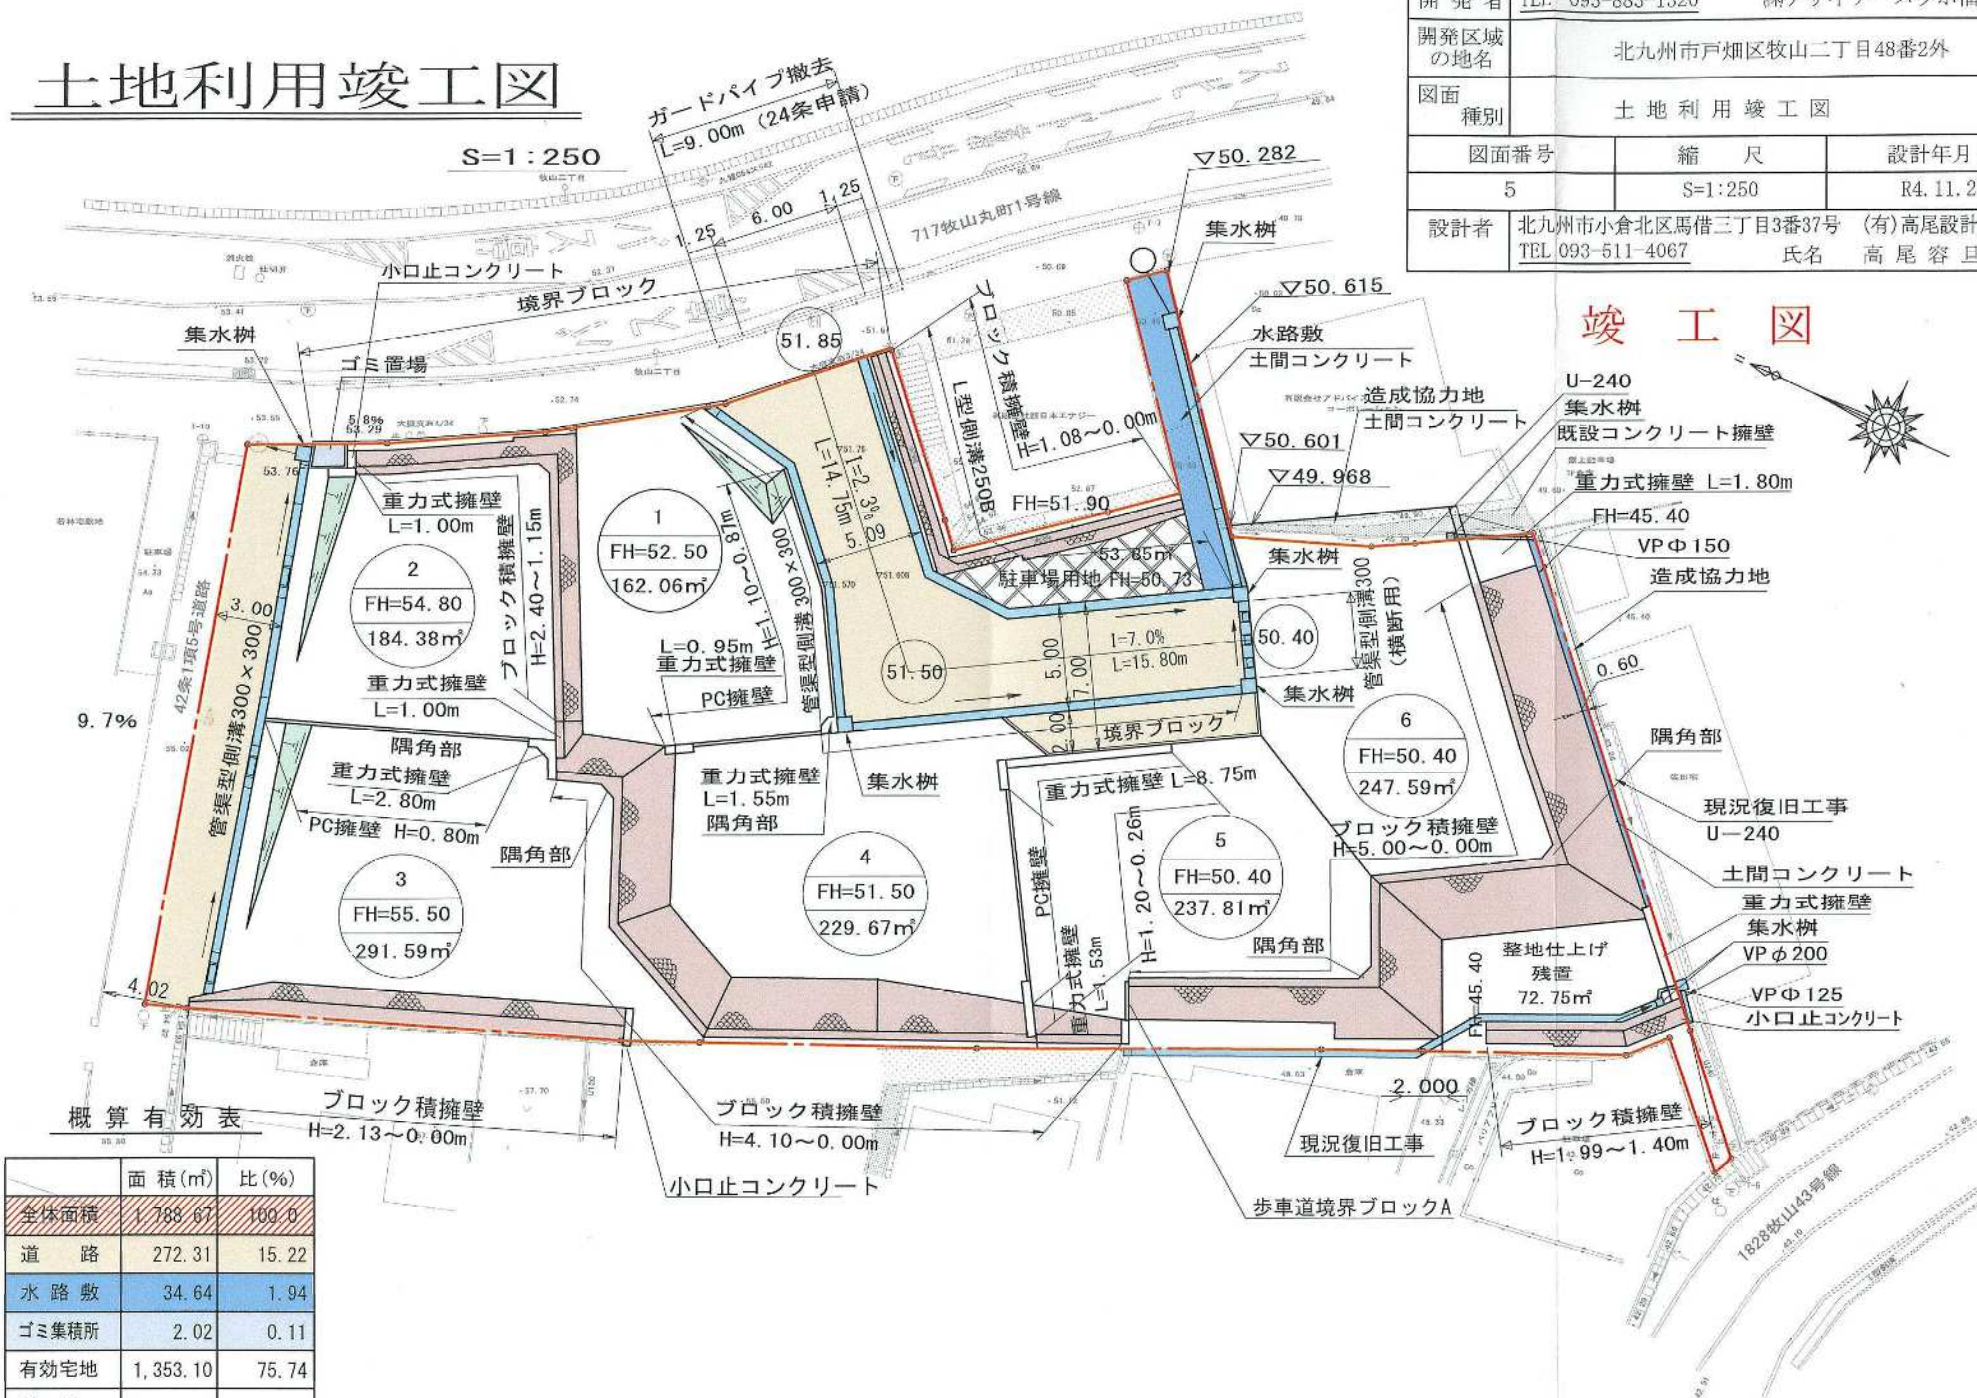 土地利用竣工図
S=1:250
開発者 TEL 093-883-1320
開発区域の地名 北九州市戸畑区牧山二丁目48番2外
図面種別 土地利用竣工図
図面番号 縮尺 設計年月
5 S=1:250 R4.11.2
設計者 北九州市小倉北区馬借三丁目3番37号 (有)高尾設計
TEL 093-511-4067 氏名 高尾容
竣工図
ガードパイプ撤去
L=9.00m (24条申請)
1.25
6.00
1.25
717牧山丸町1号線
▽50.282
集水桝
▽50.615
水路敷
土間コンクリート
造成協力地
土間コンクリート
▽50.601
▽49.968
U-240
集水桝
既設コンクリート擁壁
重力式擁壁 L=1.80m
FH=45.40
VPΦ150
造成協力地
0.60
隅角部
現況復旧工事
U-240
土間コンクリート
重力式擁壁
集水桝
VPφ200
VPΦ125
小口止コンクリート
小口止コンクリート
境界ブロック
集水桝
ゴミ置場
5.8%
53.29
53.76
51.85
ブロック積擁壁
H=1.08~0.00m
L型側溝250B
FH=51.90
53.85㎡
駐車場用地 FH=50.73
集水桝
管渠型側溝300
(横断用)
50.40
集水桝
I=2.3%
L=14.75m
5.09
51.50
I=7.0%
L=15.80m
5.00
7.00
2.00
境界ブロック
重力式擁壁
L=1.00m
ブロック積擁壁
H=2.40~1.15m
1
FH=52.50
162.06㎡
H=1.10~0.87m
管渠型側溝300×300
L=0.95m
重力式擁壁
PC擁壁
2
FH=54.80
184.38㎡
重力式擁壁
L=1.00m
3.00
42条1項5号道路
管渠型側溝300×300
9.7%
隅角部
重力式擁壁
L=2.80m
PC擁壁 H=0.80m
隅角部
3
FH=55.50
291.59㎡
4.02
重力式擁壁
L=1.55m
隅角部
集水桝
4
FH=51.50
229.67㎡
重力式擁壁 L=8.75m
PC擁壁
H=1.20~0.26m
重力式擁壁
L=1.53m
5
FH=50.40
237.81㎡
隅角部
6
FH=50.40
247.59㎡
ブロック積擁壁
H=5.00~0.00m
FH=45.40
整地仕上げ
残置
72.75㎡
2.000
ブロック積擁壁
H=1.99~1.40m
1828牧山43号線
現況復旧工事
歩車道境界ブロックA
ブロック積擁壁
H=4.10~0.00m
小口止コンクリート
ブロック積擁壁
H=2.13~0.00m
概算有効表
面積(㎡) 比(%)
全体面積 1,788.67 100.0
道路 272.31 15.22
水路敷 34.64 1.94
ゴミ集積所 2.02 0.11
有効宅地 1,353.10 75.74